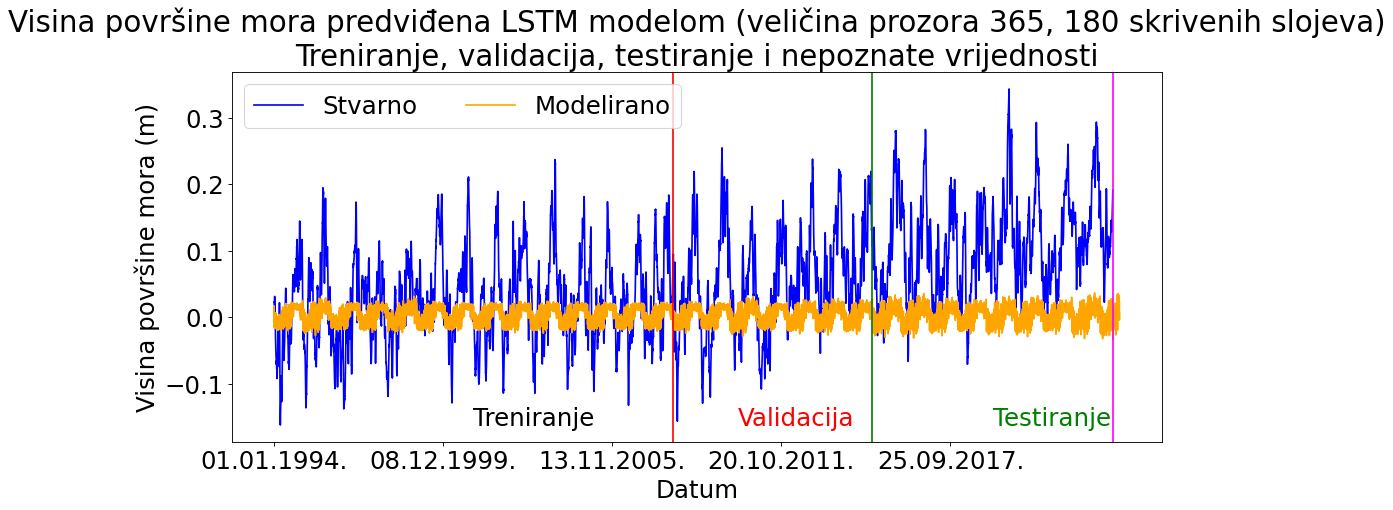 Visina površine mora predviđena LSTM modelom (veličina prozora 365, 180 skrivenih slojeva)
Treniranje, validacija, testiranje i nepoznate vrijednosti
Stvarno
Modelirano
Visina površine mora (m)
0.3
0.2
0.1
0.0
−0.1
Treniranje
Validacija
Testiranje
01.01.1994.
08.12.1999.
13.11.2005.
20.10.2011.
25.09.2017.
Datum